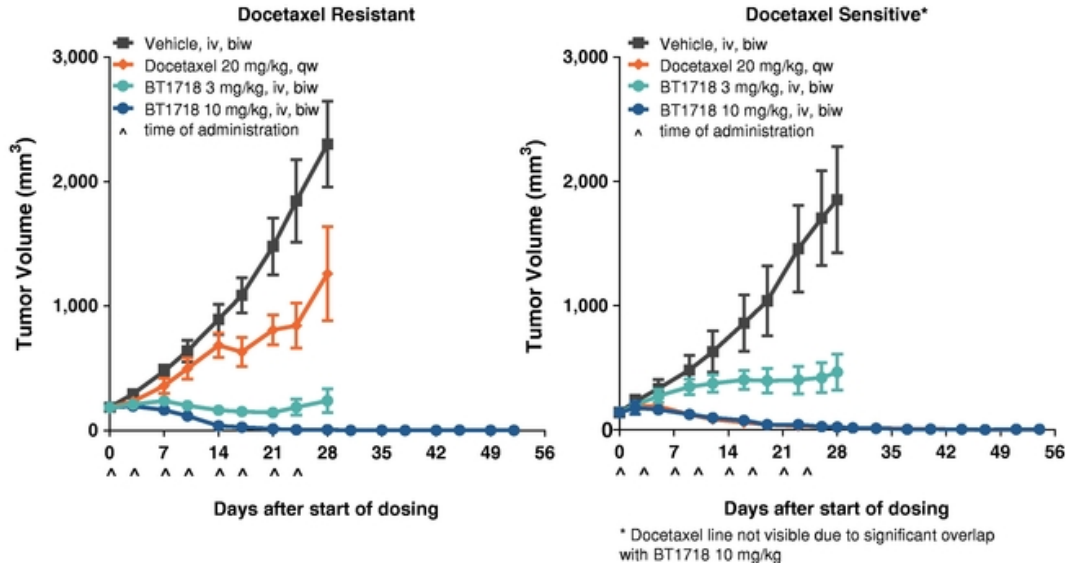 Docetaxel Resistant
Vehicle, iv, biw
Docetaxel 20 mg/kg, qw
BT1718 3 mg/kg, iv, biw
BT1718 10 mg/kg, iv, biw
^ time of administration
Tumor Volume (mm³)
3,000
2,000
1,000
0
0 7 14 21 28 35 42 49 56
^ ^ ^ ^ ^ ^ ^ ^
Days after start of dosing
Docetaxel Sensitive*
Vehicle, iv, biw
Docetaxel 20 mg/kg, qw
BT1718 3 mg/kg, iv, biw
BT1718 10 mg/kg, iv, biw
^ time of administration
Tumor Volume (mm³)
3,000
2,000
1,000
0
0 7 14 21 28 35 42 49 56
^ ^ ^ ^ ^ ^ ^ ^
Days after start of dosing
* Docetaxel line not visible due to significant overlap
with BT1718 10 mg/kg